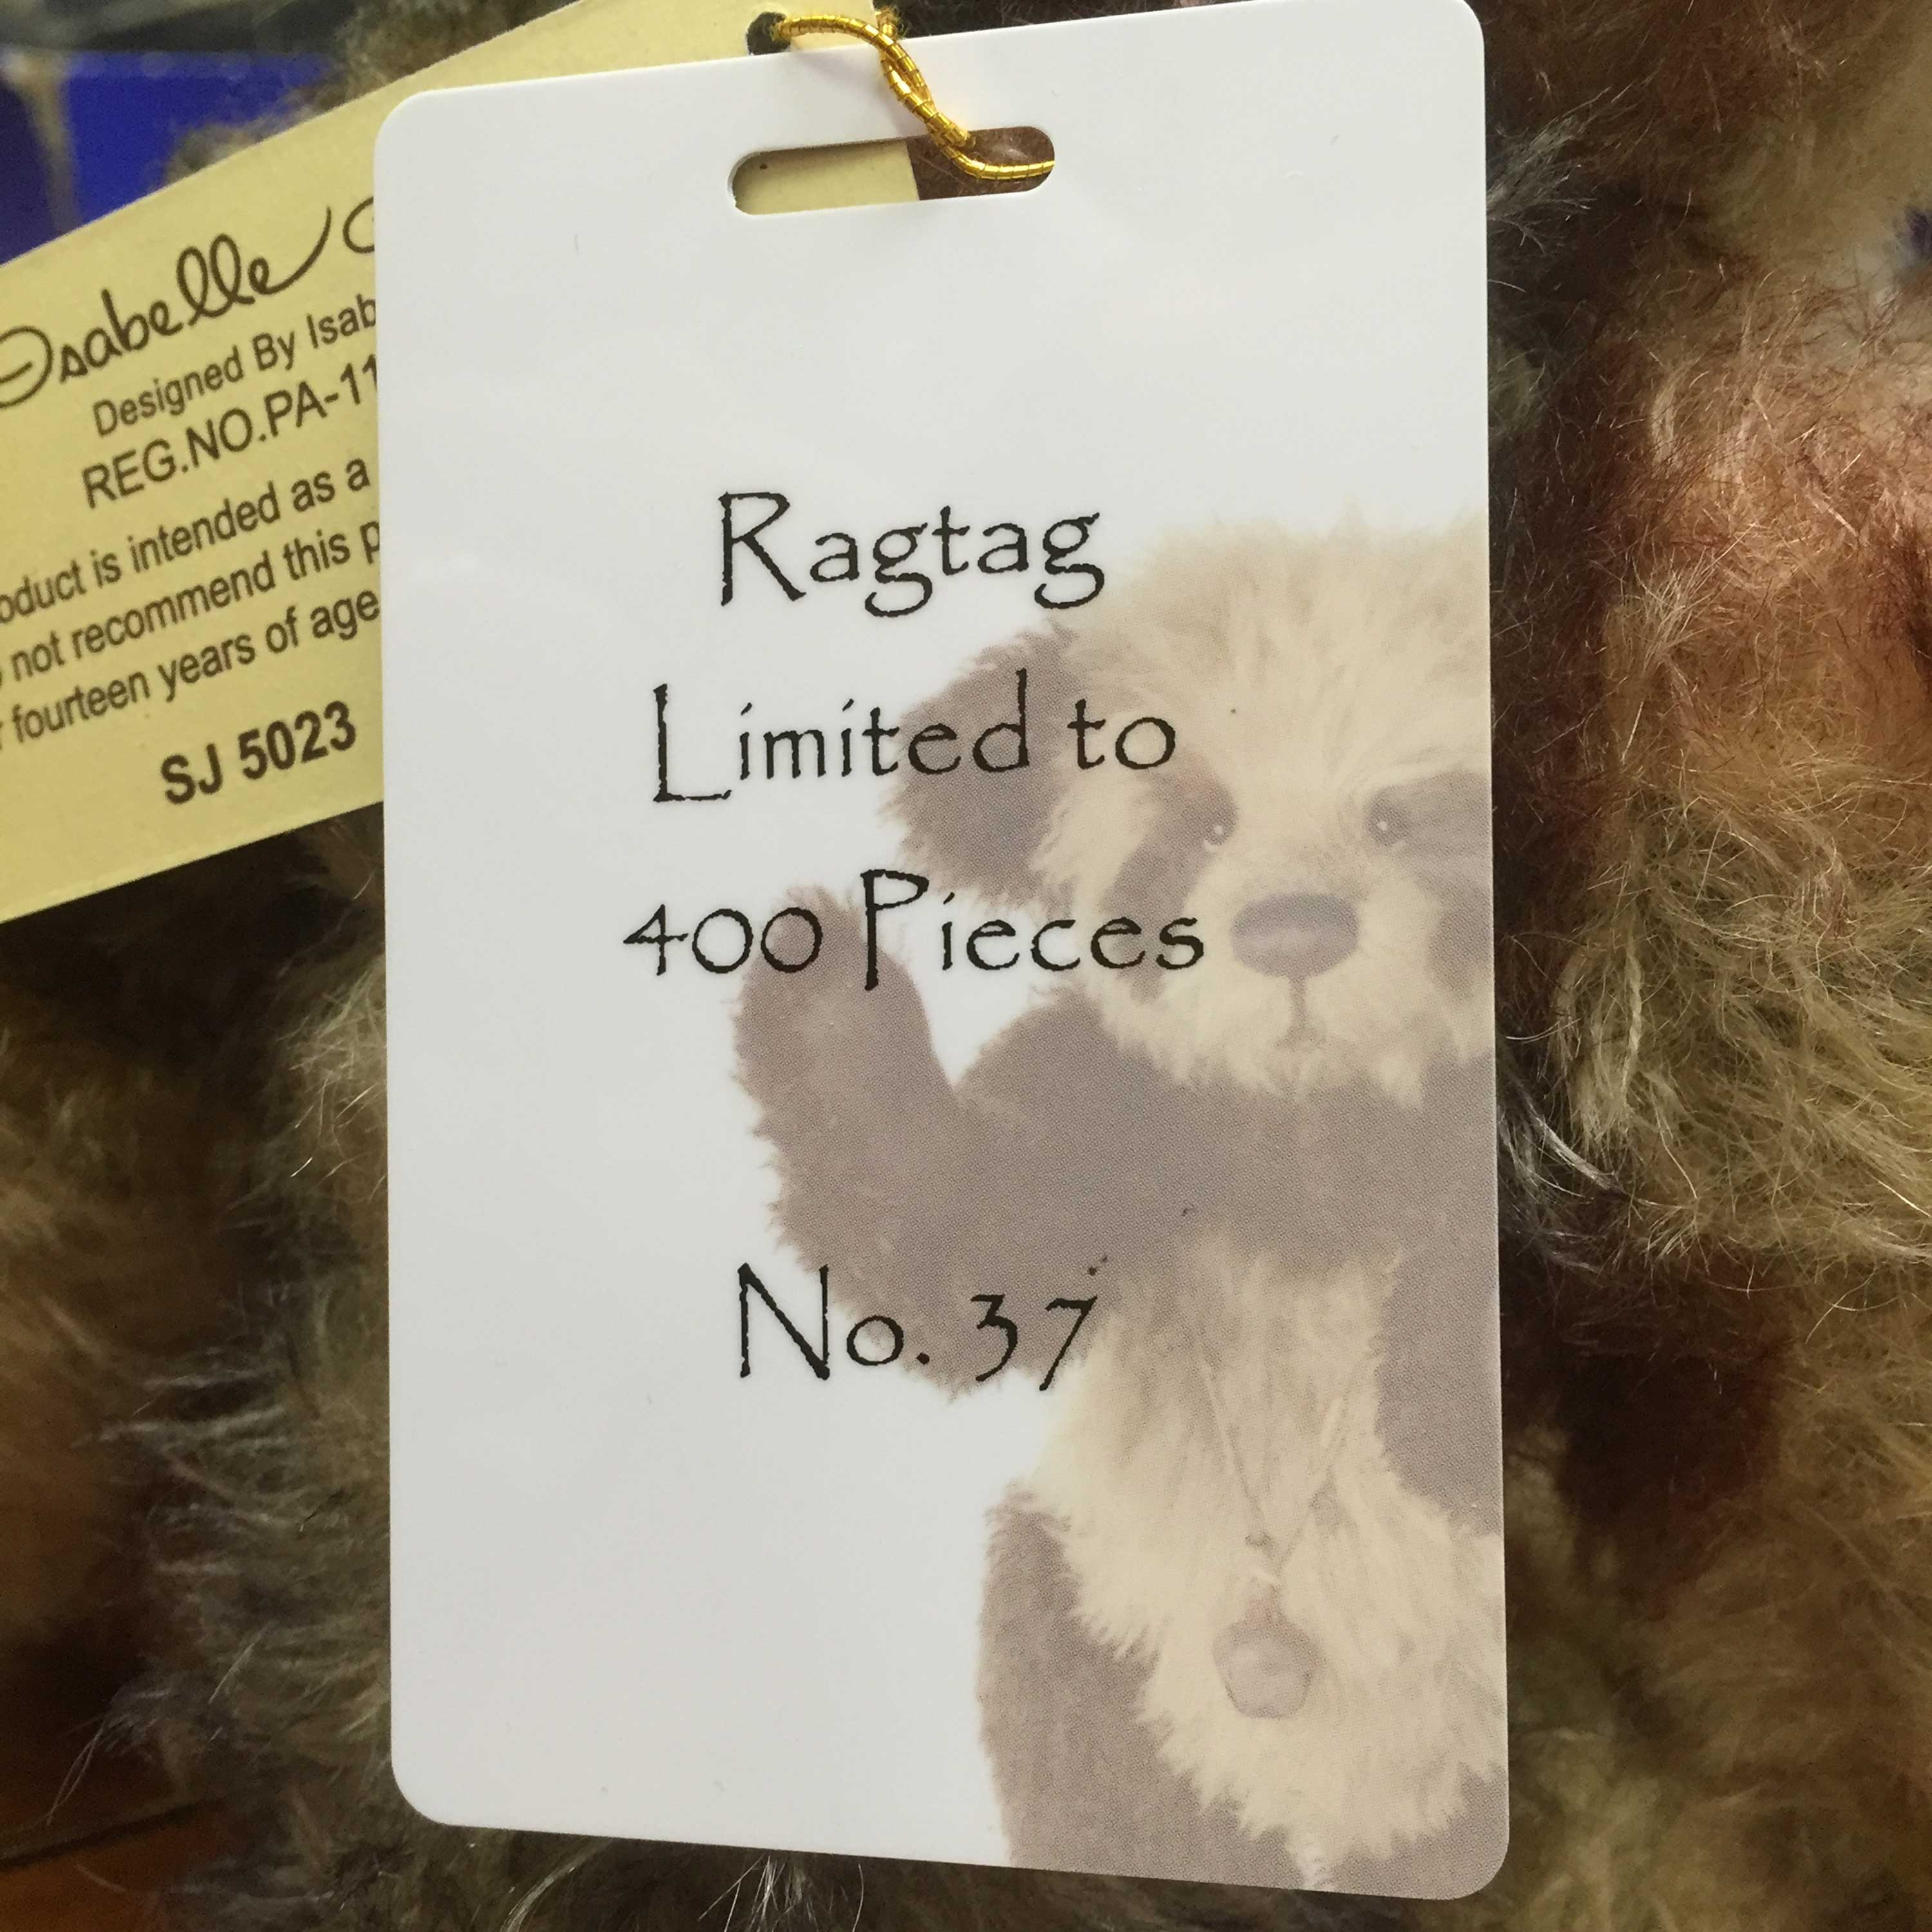 Isabelle
Designed By Isab
REG.NO.PA-11
oduct is intended as a
not recommend this p
fourteen years of age
SJ 5023
Ragtag
Limited to
400 Pieces
No. 37